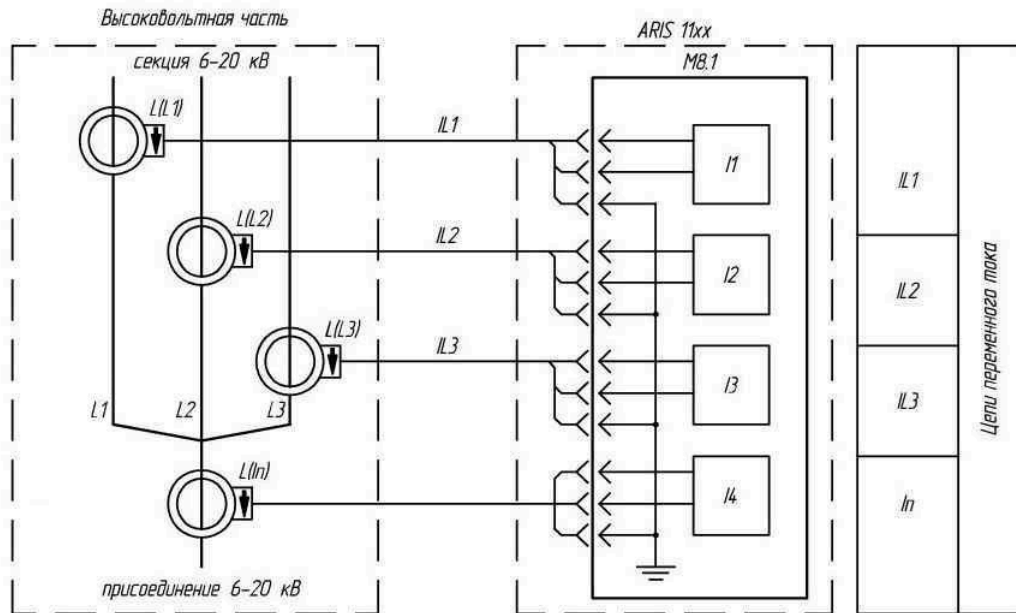 Высоковольтная часть
секция 6-20 кВ
ARIS 11xx
M8.1
L(L1)
IL1
I1
IL1
L(L2)
IL2
I2
IL2
L(L3)
IL3
I3
IL3
L1
L2
L3
L(In)
I4
In
Цепи переменного тока
присоединение 6-20 кВ